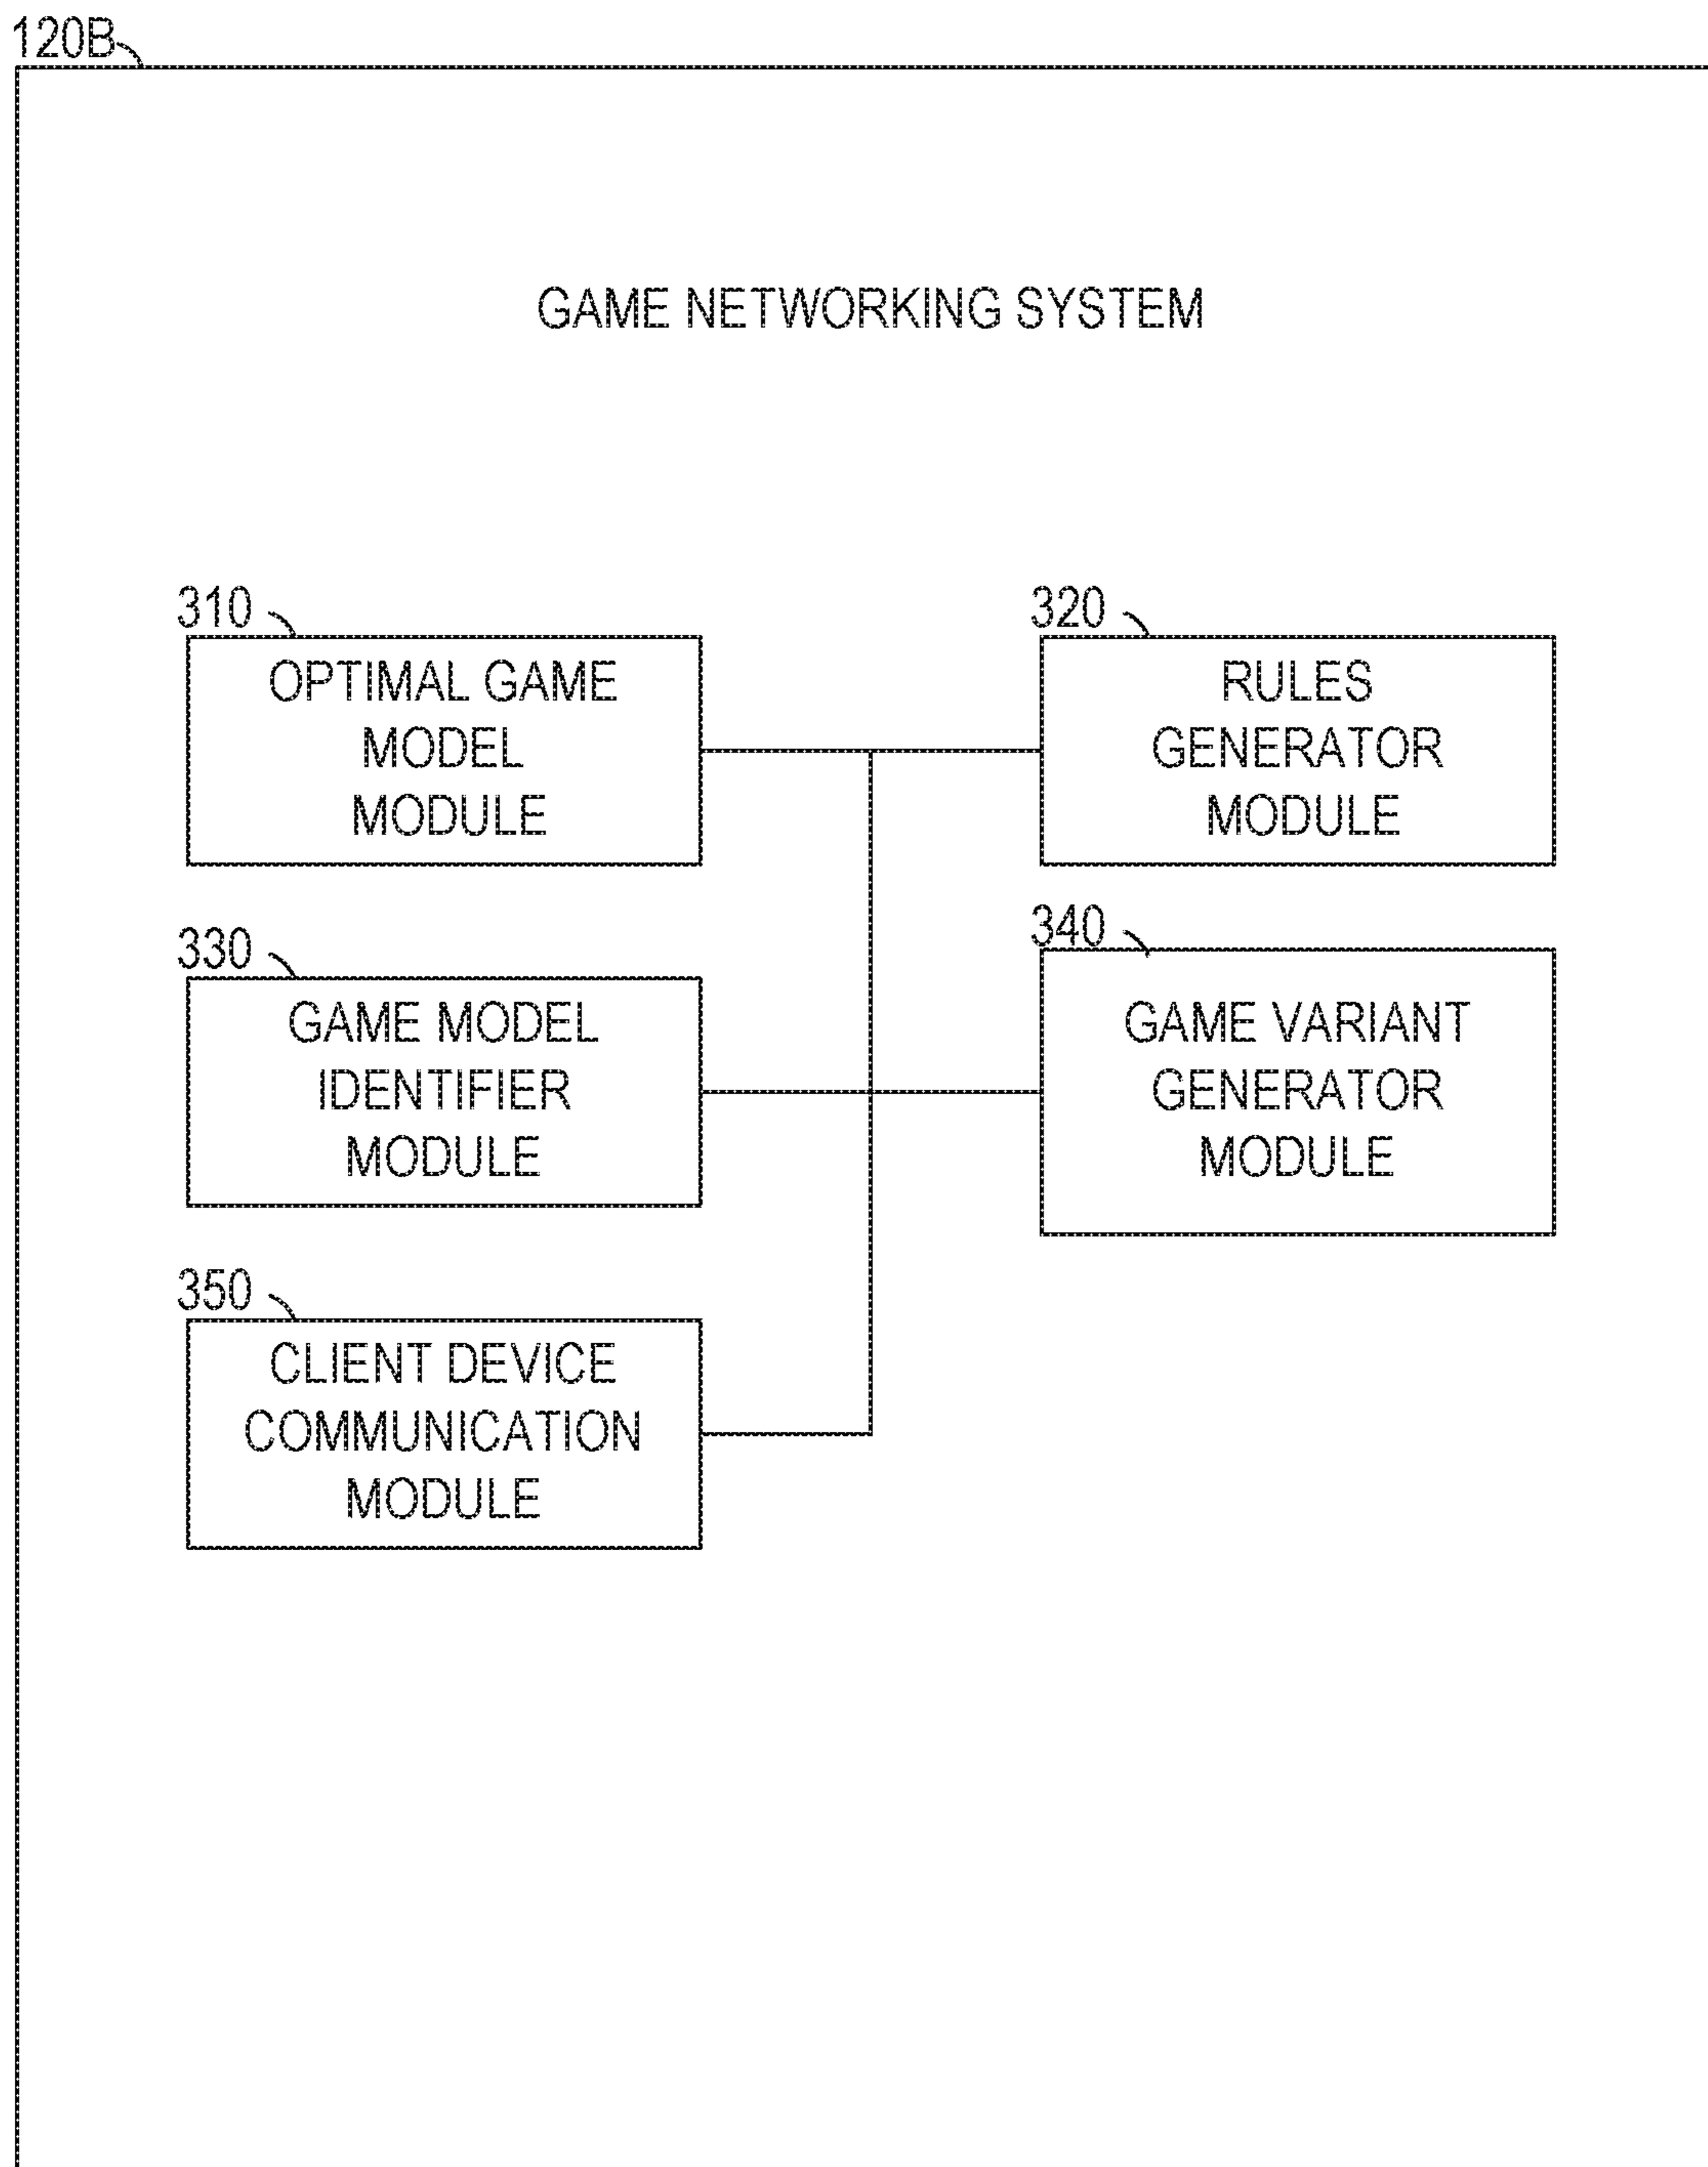 120B
GAME NETWORKING SYSTEM
310
OPTIMAL GAME
MODEL
MODULE
320
RULES
GENERATOR
MODULE
330
GAME MODEL
IDENTIFIER
MODULE
340
GAME VARIANT
GENERATOR
MODULE
350
CLIENT DEVICE
COMMUNICATION
MODULE